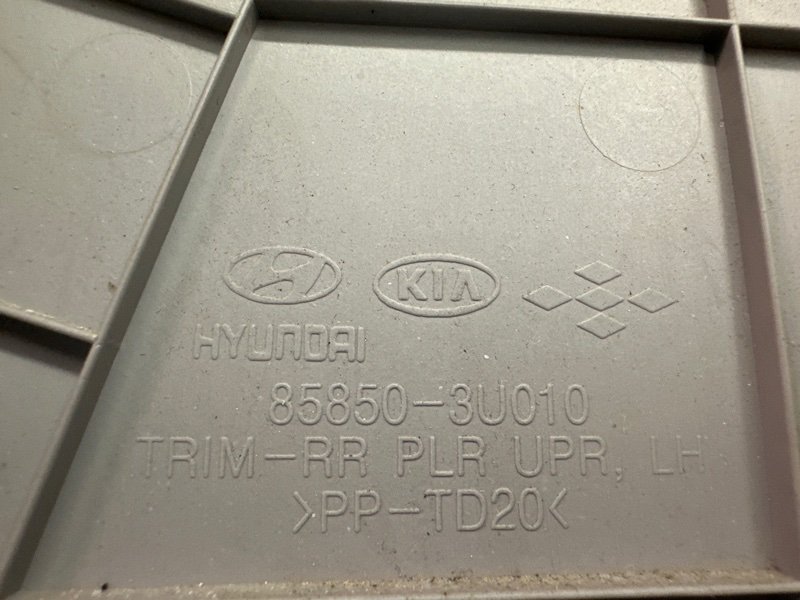 KIA
HYUNDAI
85850-3U010
TRIM-RR PLR UPR, LH
>PP-TD20<